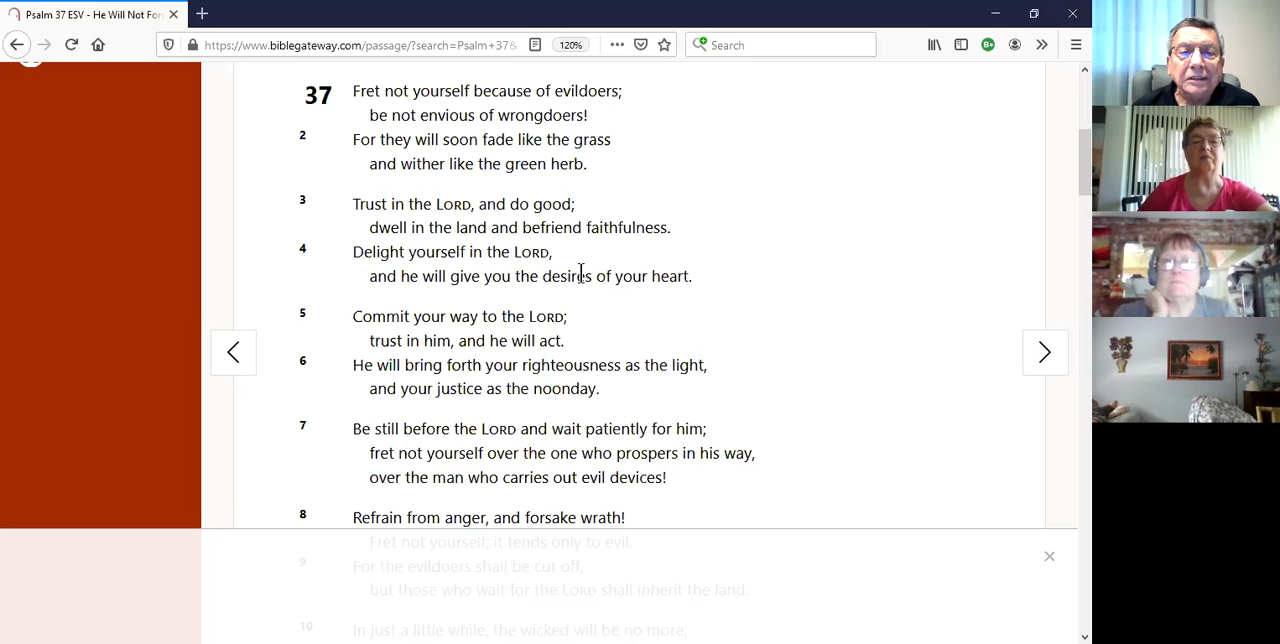 Psalm 37 ESV - He Will Not For
https://www.biblegateway.com/passage/?search=Psalm+37&
120%
Search
37 Fret not yourself because of evildoers;
be not envious of wrongdoers!
2 For they will soon fade like the grass
and wither like the green herb.
3 Trust in the LORD, and do good;
dwell in the land and befriend faithfulness.
4 Delight yourself in the LORD,
and he will give you the desires of your heart.
5 Commit your way to the LORD;
trust in him, and he will act.
6 He will bring forth your righteousness as the light,
and your justice as the noonday.
7 Be still before the LORD and wait patiently for him;
fret not yourself over the one who prospers in his way,
over the man who carries out evil devices!
8 Refrain from anger, and forsake wrath!
Fret not yourself; it tends only to evil.
9 For the evildoers shall be cut off,
but those who wait for the LORD shall inherit the land.
10 In just a little while, the wicked will be no more;